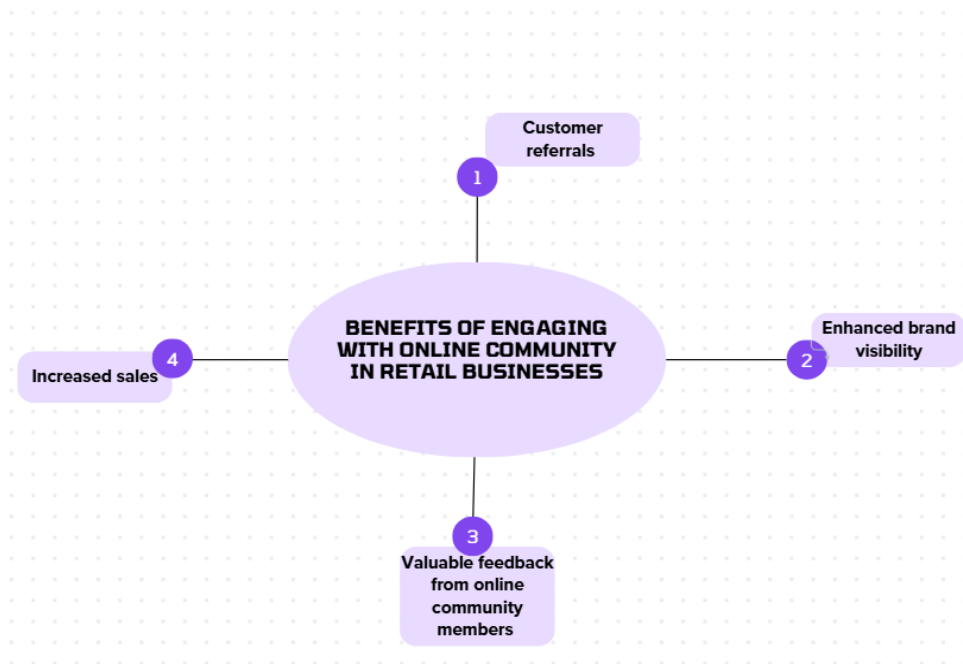 Customer
referrals
1
BENEFITS OF ENGAGING
WITH ONLINE COMMUNITY
IN RETAIL BUSINESSES
Enhanced brand
visibility
2
4
Increased sales
3
Valuable feedback
from online
community
members